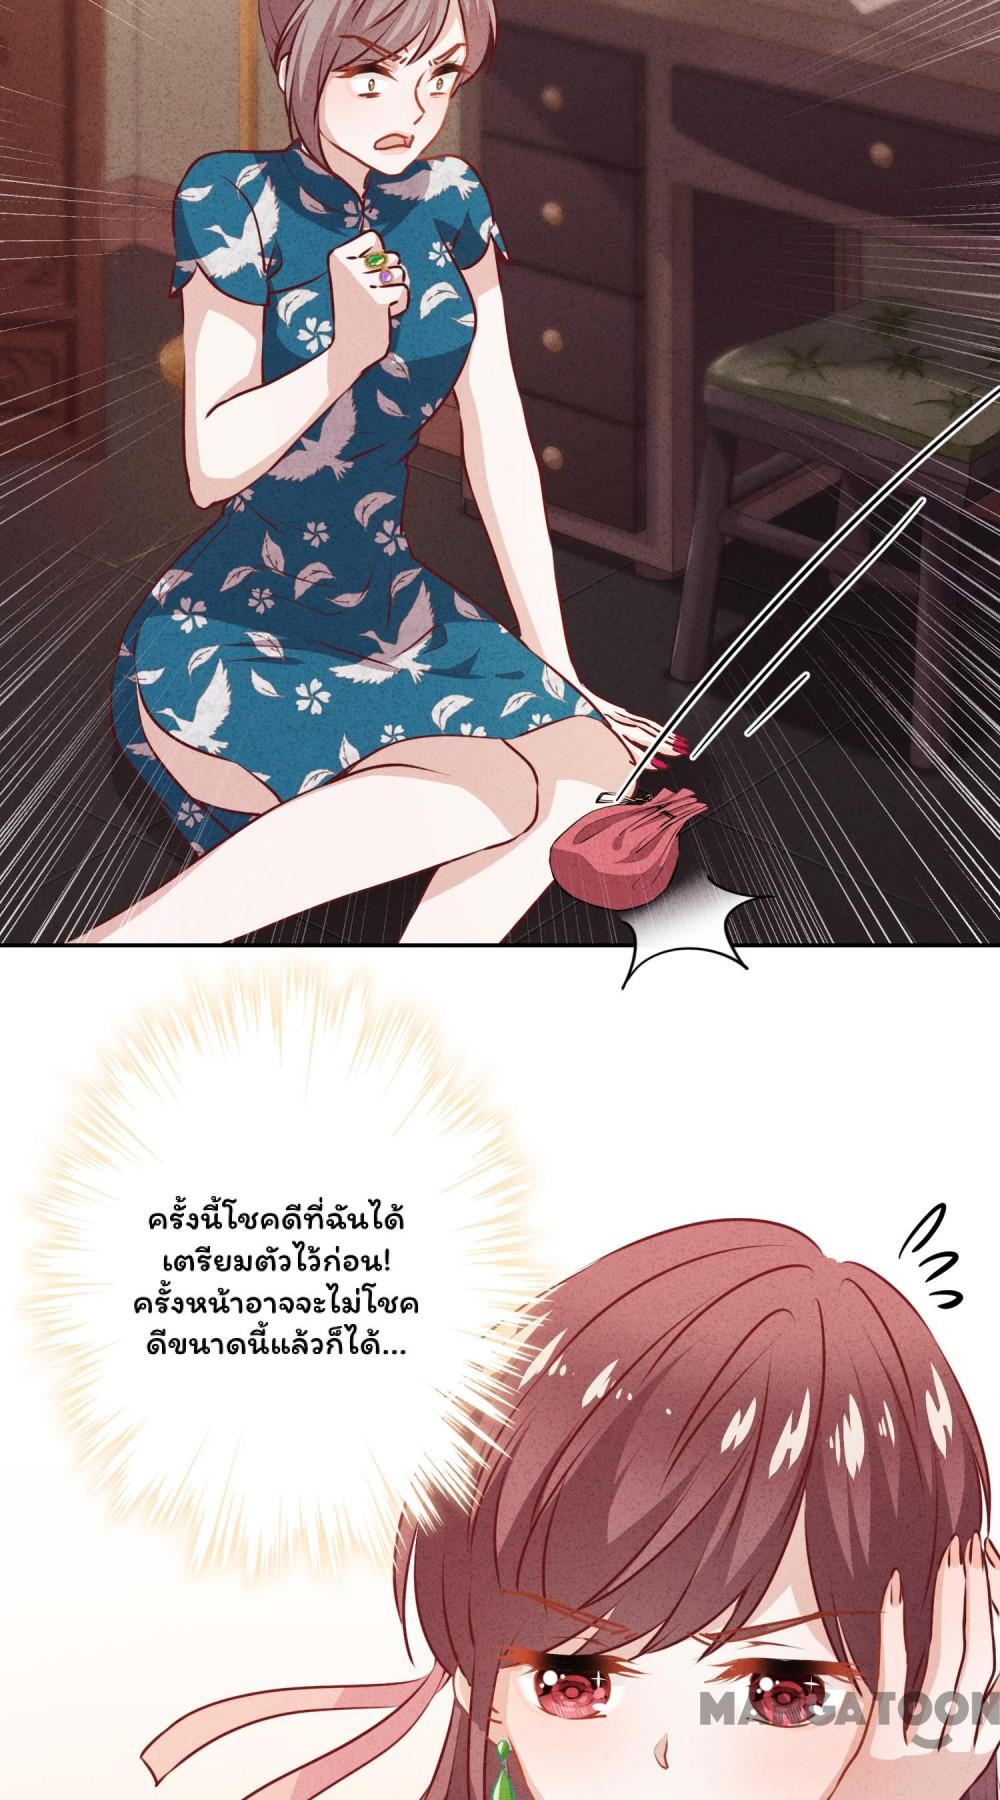 ครั้งนี้โชคดีที่ฉันได้
เตรียมตัวไว้ก่อน!
ครั้งหน้าอาจจะไม่โชค
ดีขนาดนี้แล้วก็ได้...
MARGATOON